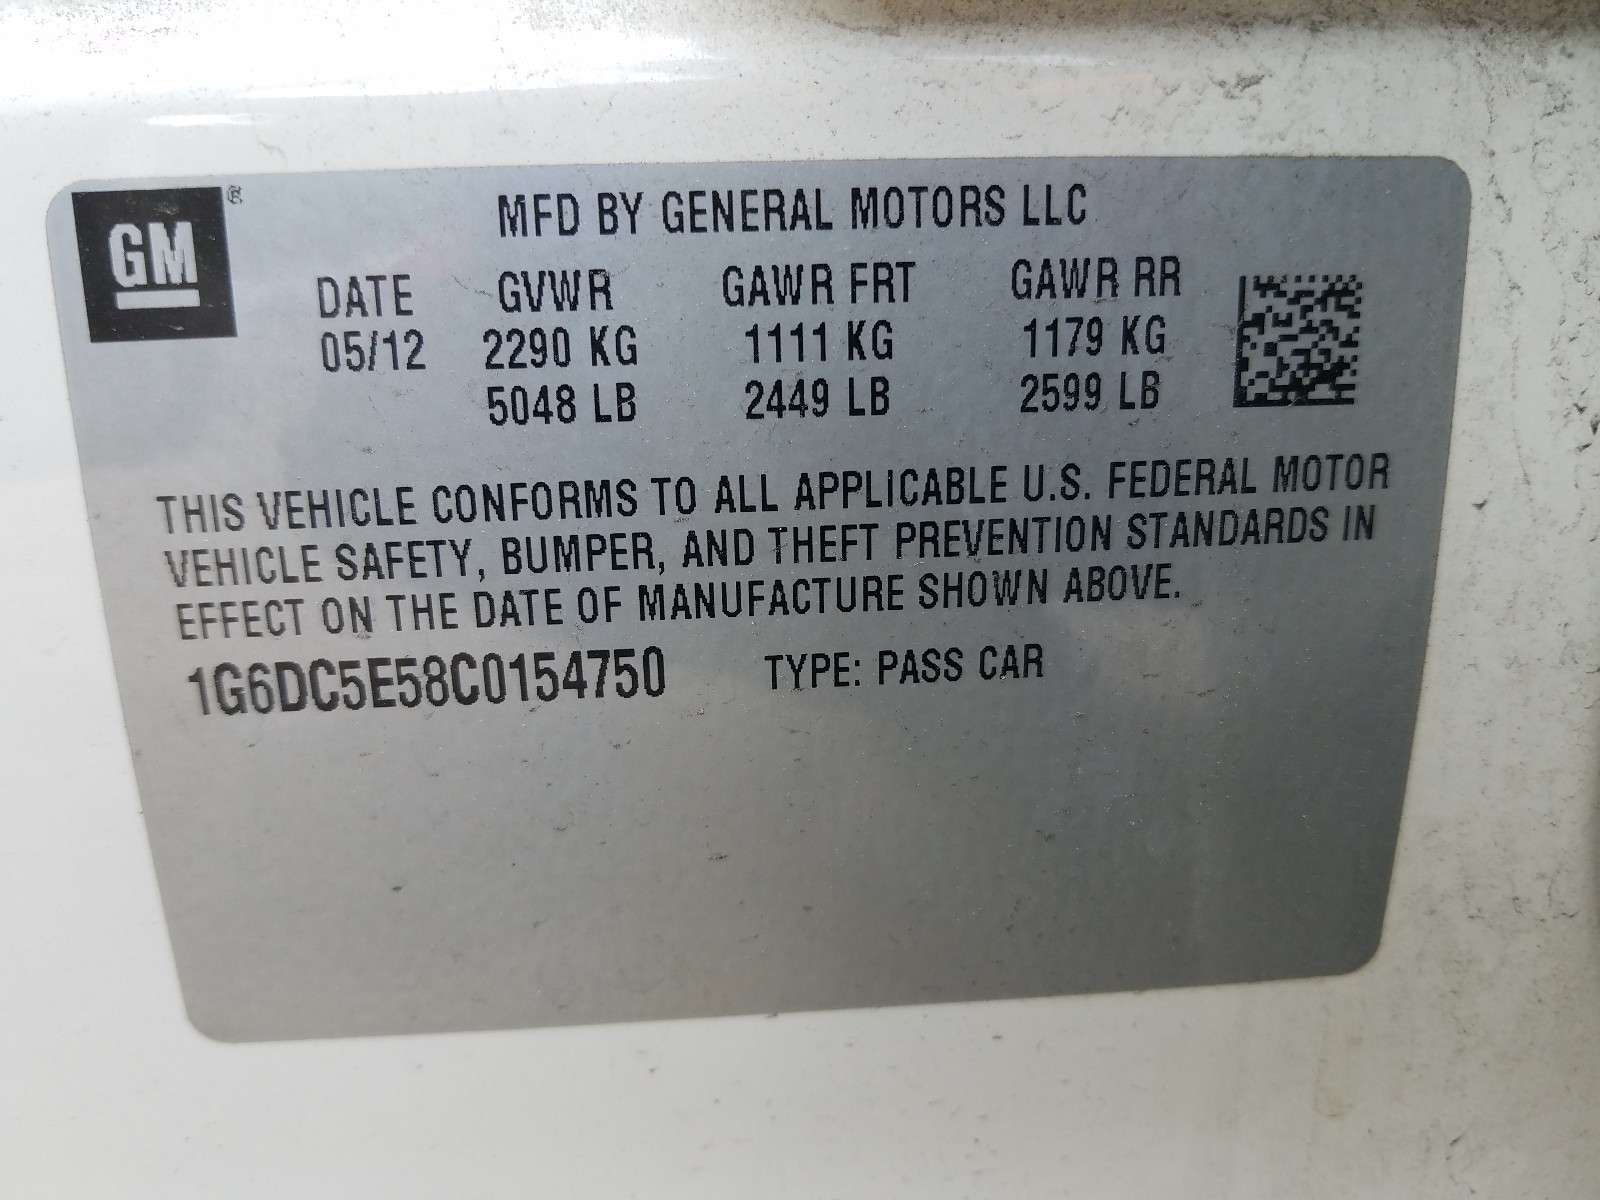 GM ®
MFD BY GENERAL MOTORS LLC
DATE GVWR GAWR FRT GAWR RR
05/12 2290 KG 1111 KG 1179 KG
5048 LB 2449 LB 2599 LB
THIS VEHICLE CONFORMS TO ALL APPLICABLE U.S. FEDERAL MOTOR
VEHICLE SAFETY, BUMPER, AND THEFT PREVENTION STANDARDS IN
EFFECT ON THE DATE OF MANUFACTURE SHOWN ABOVE.
1G6DC5E58C0154750 TYPE: PASS CAR